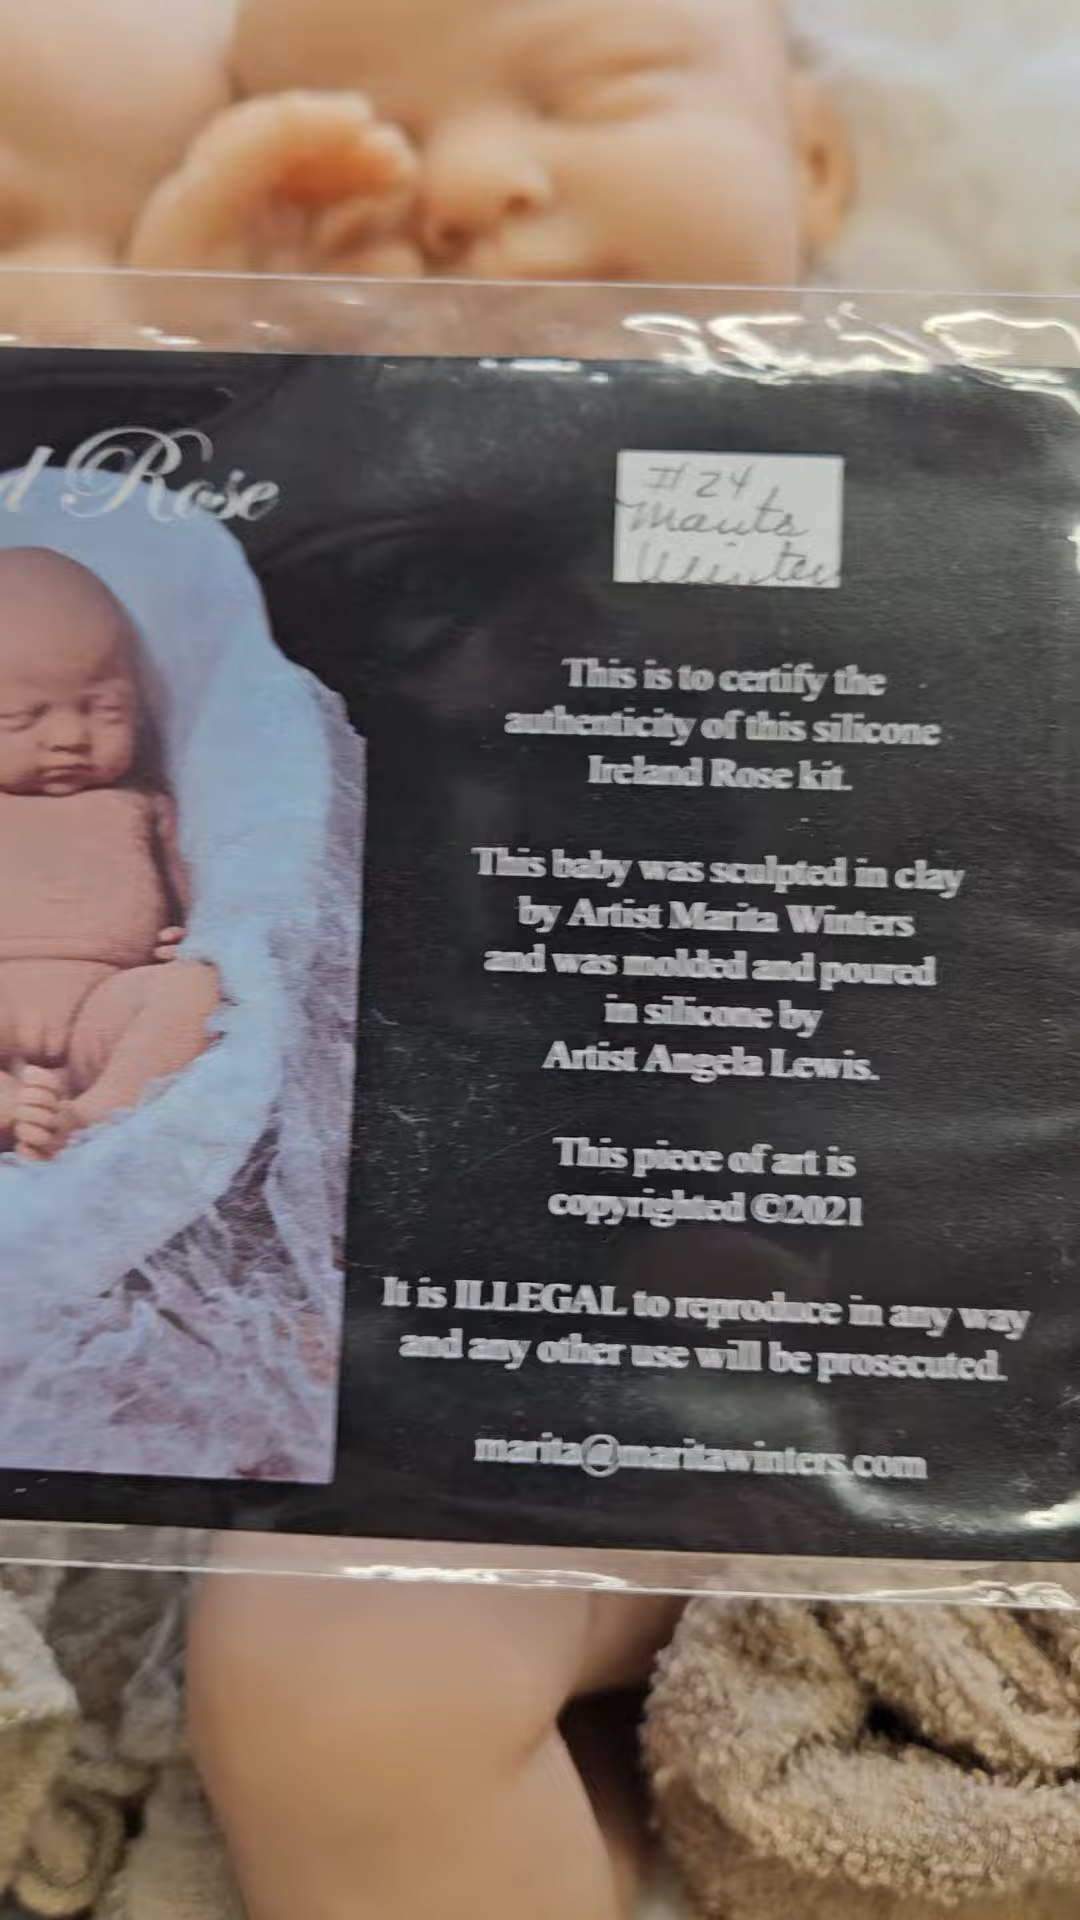 d Rose
#24
Marita
Winters
This is to certify the
authenticity of this silicone
Ireland Rose kit.
This baby was sculpted in clay
by Artist Marita Winters
and was molded and poured
in silicone by
Artist Angela Lewis.
This piece of art is
copyrighted ©2021
It is ILLEGAL to reproduce in any way
and any other use will be prosecuted.
marita@maritawinters.com